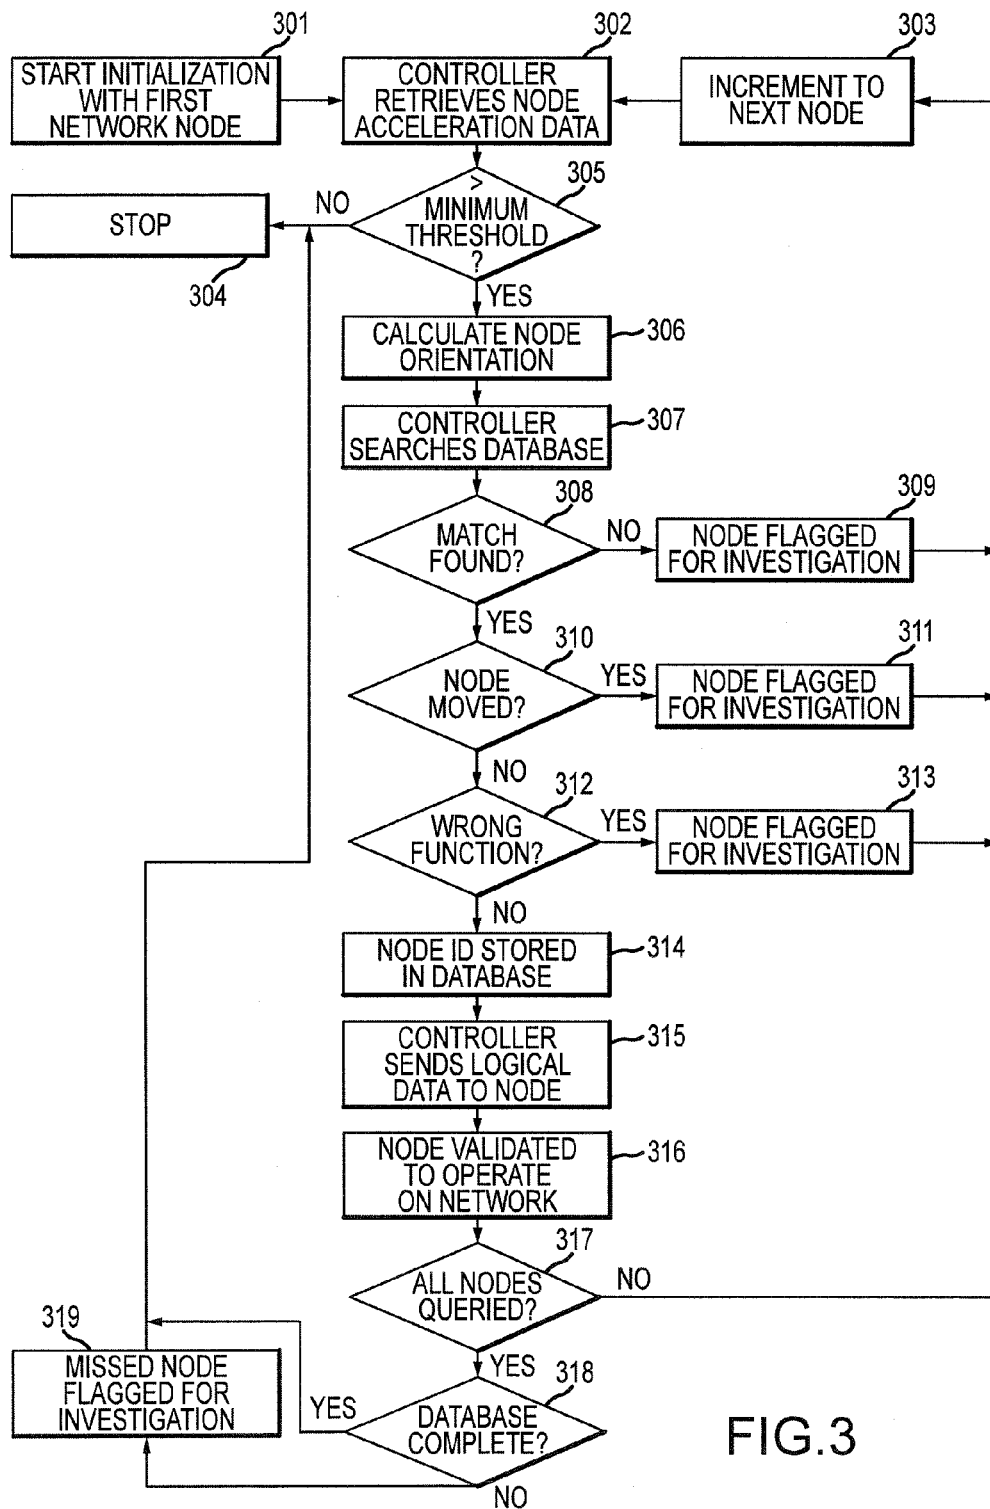 301
START INITIALIZATION
WITH FIRST
NETWORK NODE
302
CONTROLLER
RETRIEVES NODE
ACCELERATION DATA
303
INCREMENT TO
NEXT NODE
305
>
MINIMUM
THRESHOLD
?
NO
STOP
304
YES
CALCULATE NODE
ORIENTATION
306
CONTROLLER
SEARCHES DATABASE
307
308
MATCH
FOUND?
NO
309
NODE FLAGGED
FOR INVESTIGATION
YES
310
NODE
MOVED?
YES
311
NODE FLAGGED
FOR INVESTIGATION
NO
312
WRONG
FUNCTION?
YES
313
NODE FLAGGED
FOR INVESTIGATION
NO
NODE ID STORED
IN DATABASE
314
CONTROLLER
SENDS LOGICAL
DATA TO NODE
315
NODE VALIDATED
TO OPERATE
ON NETWORK
316
317
ALL NODES
QUERIED?
NO
YES
318
DATABASE
COMPLETE?
YES
NO
319
MISSED NODE
FLAGGED FOR
INVESTIGATION
FIG.3